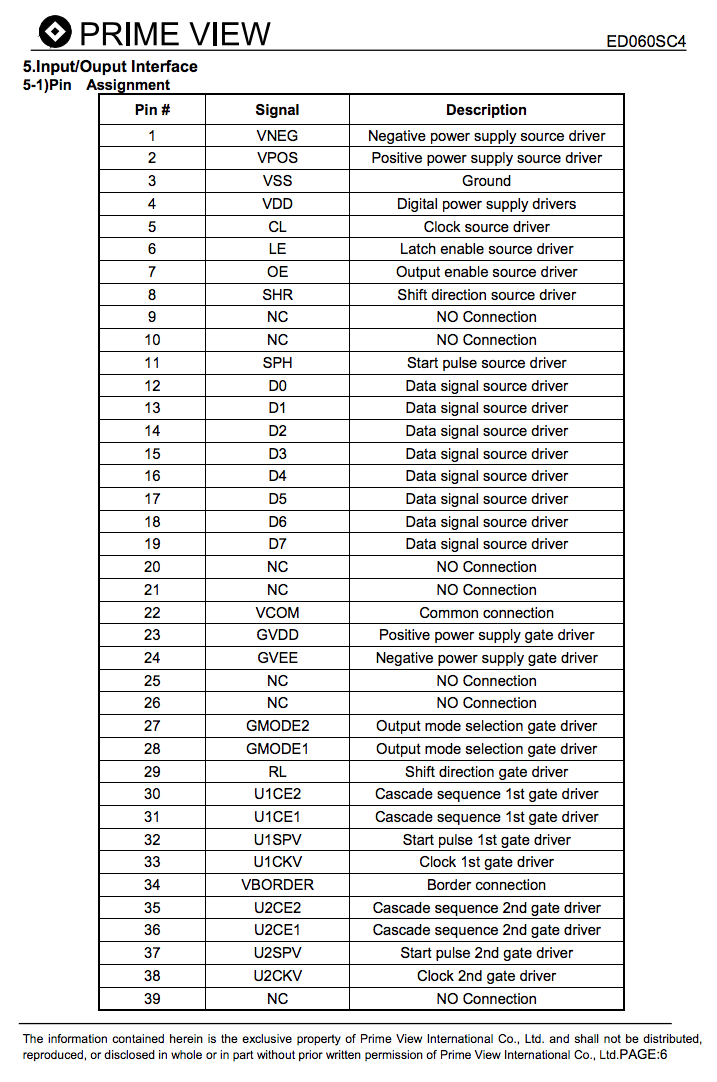 PRIME VIEW
ED060SC4
5.Input/Ouput Interface
5-1)Pin Assignment
Pin # Signal Description
1 VNEG Negative power supply source driver
2 VPOS Positive power supply source driver
3 VSS Ground
4 VDD Digital power supply drivers
5 CL Clock source driver
6 LE Latch enable source driver
7 OE Output enable source driver
8 SHR Shift direction source driver
9 NC NO Connection
10 NC NO Connection
11 SPH Start pulse source driver
12 D0 Data signal source driver
13 D1 Data signal source driver
14 D2 Data signal source driver
15 D3 Data signal source driver
16 D4 Data signal source driver
17 D5 Data signal source driver
18 D6 Data signal source driver
19 D7 Data signal source driver
20 NC NO Connection
21 NC NO Connection
22 VCOM Common connection
23 GVDD Positive power supply gate driver
24 GVEE Negative power supply gate driver
25 NC NO Connection
26 NC NO Connection
27 GMODE2 Output mode selection gate driver
28 GMODE1 Output mode selection gate driver
29 RL Shift direction gate driver
30 U1CE2 Cascade sequence 1st gate driver
31 U1CE1 Cascade sequence 1st gate driver
32 U1SPV Start pulse 1st gate driver
33 U1CKV Clock 1st gate driver
34 VBORDER Border connection
35 U2CE2 Cascade sequence 2nd gate driver
36 U2CE1 Cascade sequence 2nd gate driver
37 U2SPV Start pulse 2nd gate driver
38 U2CKV Clock 2nd gate driver
39 NC NO Connection
The information contained herein is the exclusive property of Prime View International Co., Ltd. and shall not be distributed,
reproduced, or disclosed in whole or in part without prior written permission of Prime View International Co., Ltd.PAGE:6